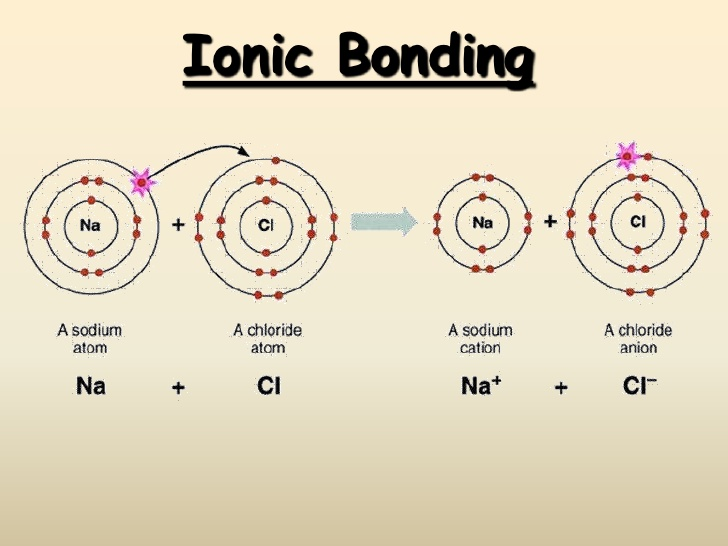 Ionic Bonding
Na + Cl Na + Cl
A sodium atom A chloride atom A sodium cation A chloride anion
Na + Cl Na⁺ + Cl⁻